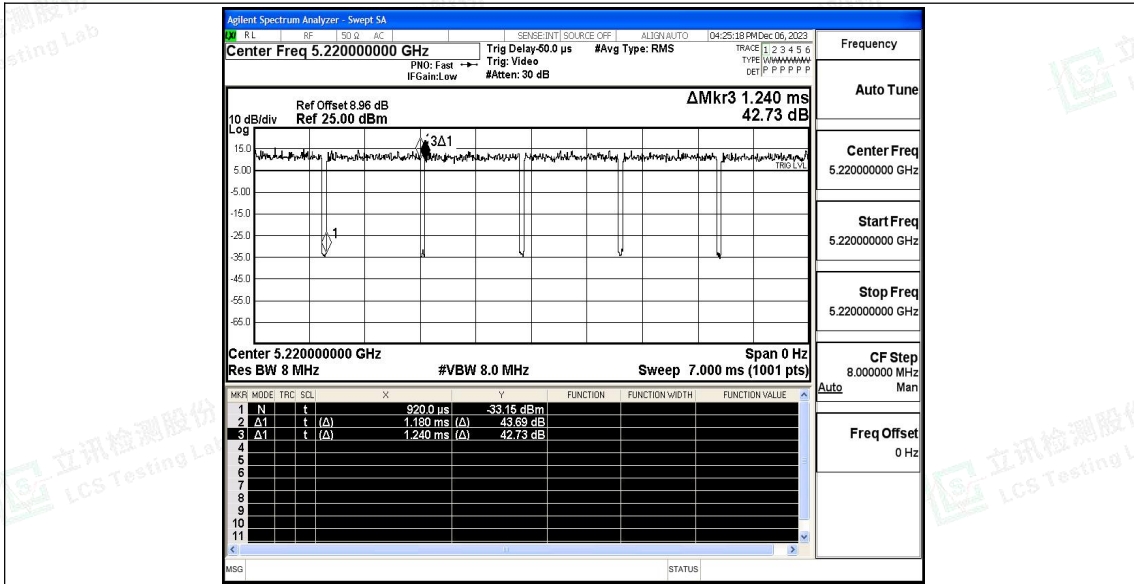 Agilent Spectrum Analyzer - Swept SA
LXI RL RF 50 Ω AC SENSE:INT SOURCE OFF ALIGN AUTO 04:25:18 PM Dec 06, 2023
Center Freq 5.220000000 GHz Trig Delay-50.0 µs #Avg Type: RMS TRACE 1 2 3 4 5 6
PNO: Fast Trig: Video TYPE WWWWWW
IFGain:Low #Atten: 30 dB DET P P P P P P
Ref Offset 8.96 dB ΔMkr3 1.240 ms
10 dB/div Ref 25.00 dBm 42.73 dB
Log
15.0
3Δ1
5.00
TRIG LVL
-5.00
-15.0
-25.0
1
-35.0
-45.0
-55.0
-65.0
Center 5.220000000 GHz Span 0 Hz
Res BW 8 MHz #VBW 8.0 MHz Sweep 7.000 ms (1001 pts)
MKR MODE TRC SCL X Y FUNCTION FUNCTION WIDTH FUNCTION VALUE
1 N t 920.0 µs -33.15 dBm
2 Δ1 t (Δ) 1.180 ms (Δ) 43.69 dB
3 Δ1 t (Δ) 1.240 ms (Δ) 42.73 dB
4
5
6
7
8
9
10
11
MSG STATUS
Frequency
Auto Tune
Center Freq
5.220000000 GHz
Start Freq
5.220000000 GHz
Stop Freq
5.220000000 GHz
CF Step
8.000000 MHz
Auto Man
Freq Offset
0 Hz
立讯检测股份
LCS Testing Lab
立讯检测股份
LCS Testing L